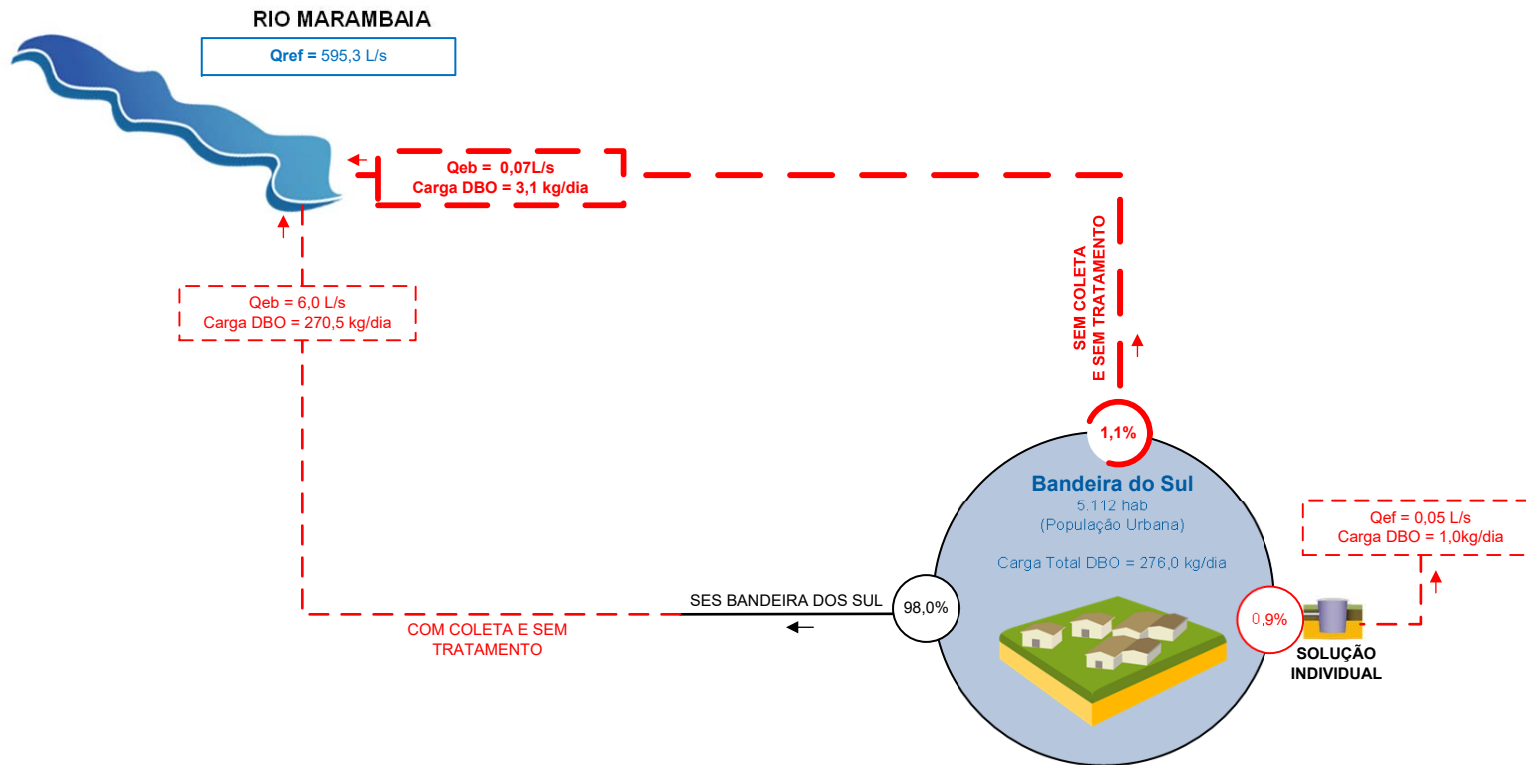 RIO MARAMBAIA
Qref = 595,3 L/s
Qeb = 0,07L/s
Carga DBO = 3,1 kg/dia
Qeb = 6,0 L/s
Carga DBO = 270,5 kg/dia
SEM COLETA
E SEM TRATAMENTO
1,1%
Bandeira do Sul
5.112 hab
(População Urbana)
Carga Total DBO = 276,0 kg/dia
Qef = 0,05 L/s
Carga DBO = 1,0kg/dia
SES BANDEIRA DOS SUL
98,0%
0,9%
COM COLETA E SEM
TRATAMENTO
SOLUÇÃO
INDIVIDUAL